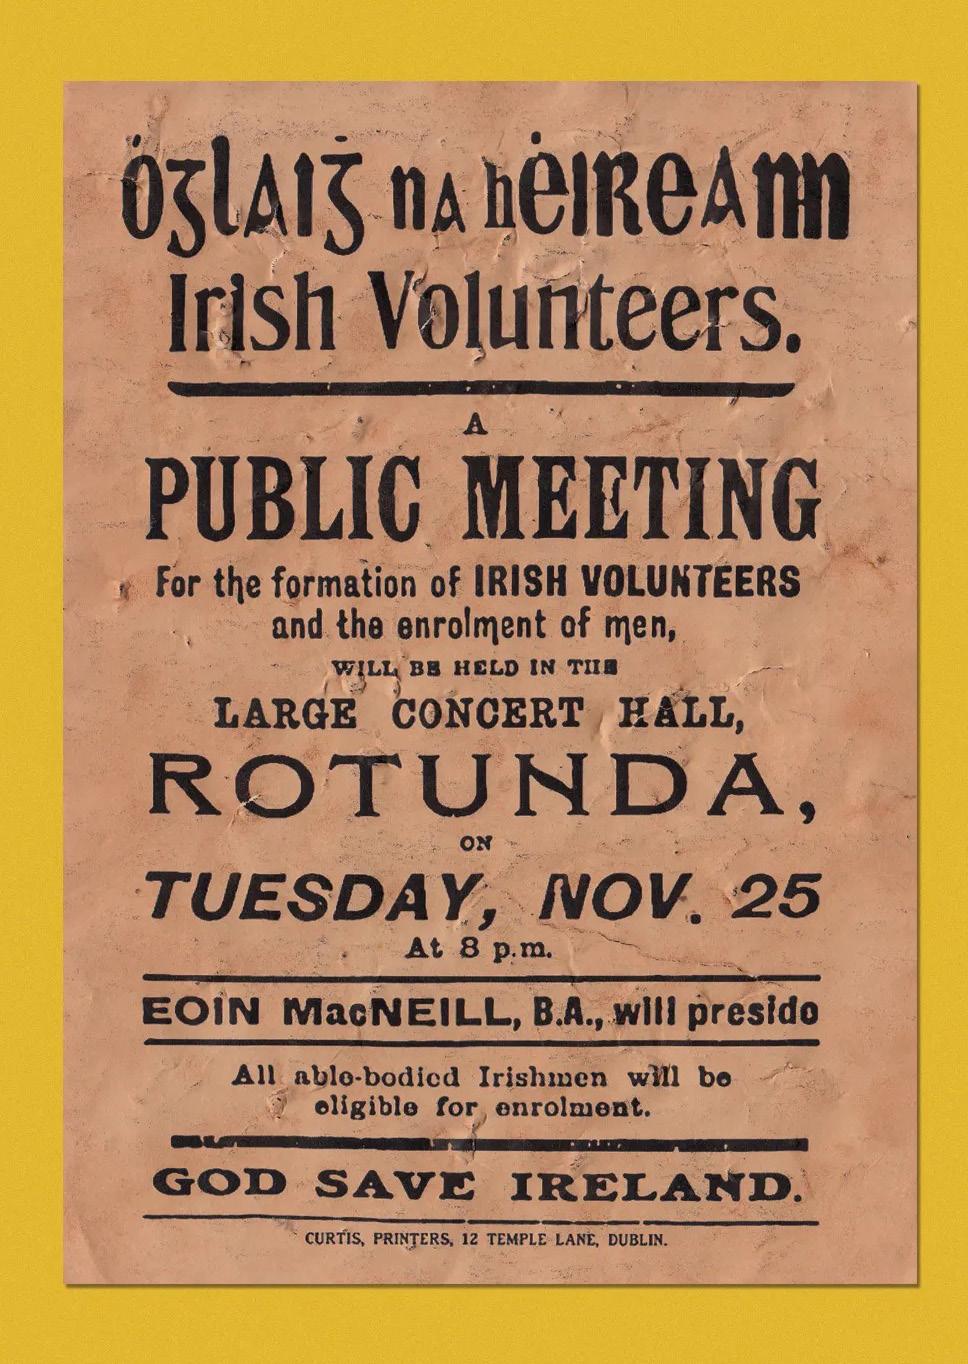 Óglaiġ na hÉireann
Irish Volunteers.
A
PUBLIC MEETING
For the formation of IRISH VOLUNTEERS
and the enrolment of men,
WILL BE HELD IN THE
LARGE CONCERT HALL,
ROTUNDA,
ON
TUESDAY, NOV. 25
At 8 p.m.
EOIN MacNEILL, B.A., will preside
All able-bodied Irishmen will be
eligible for enrolment.
GOD SAVE IRELAND.
CURTIS, PRINTERS, 12 TEMPLE LANE, DUBLIN.